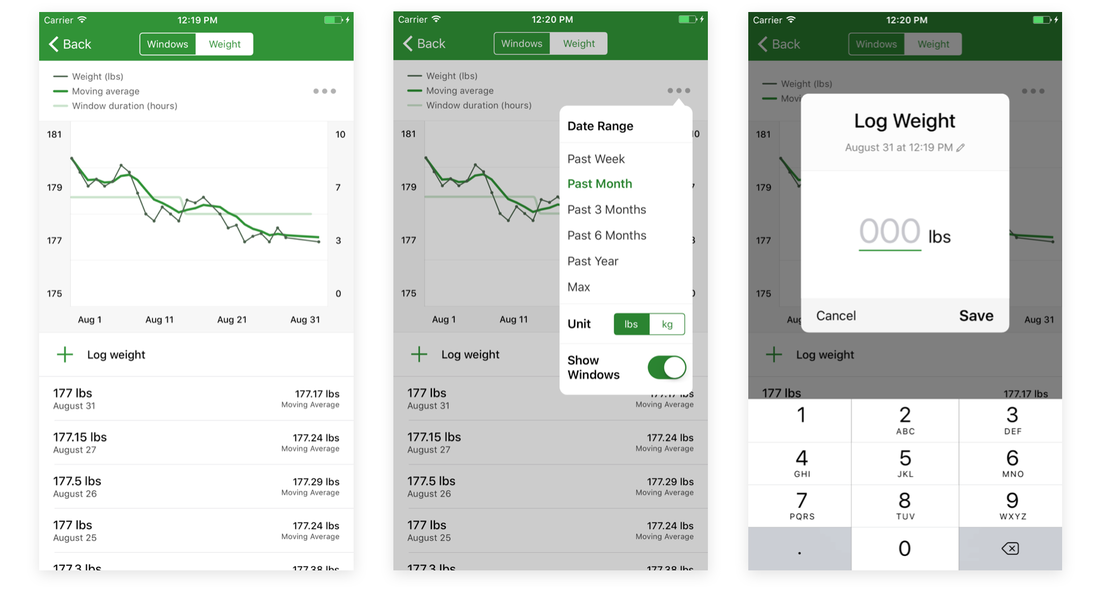 Carrier 12:19 PM
Back Windows Weight
Weight (lbs)
Moving average
Window duration (hours)
181 10
179 7
177 3
175 0
Aug 1 Aug 11 Aug 21 Aug 31
Log weight
177 lbs 177.17 lbs
August 31 Moving Average
177.15 lbs 177.24 lbs
August 27 Moving Average
177.5 lbs 177.29 lbs
August 26 Moving Average
177 lbs 177.24 lbs
August 25 Moving Average
177.3 lbs 177.38 lbs
Carrier 12:20 PM
Back Windows Weight
Weight (lbs)
Moving average
Window duration (hours)
181
179
177
175
Aug 1 Aug 11
Date Range
Past Week
Past Month
Past 3 Months
Past 6 Months
Past Year
Max
Unit lbs kg
Show
Windows
Log weight
177 lbs 177.17 lbs
August 31 Moving Average
177.15 lbs 177.24 lbs
August 27 Moving Average
177.5 lbs 177.29 lbs
August 26 Moving Average
177 lbs 177.24 lbs
August 25 Moving Average
177.3 lbs 177.38 lbs
Carrier 12:20 PM
Back Windows Weight
Weight (lbs)
181
179
177
175
Aug 31
Log Weight
August 31 at 12:19 PM
000 lbs
Cancel Save
Log weight
177 lbs 177.17 lbs
1 2 3
ABC DEF
4 5 6
GHI JKL MNO
7 8 9
PQRS TUV WXYZ
. 0